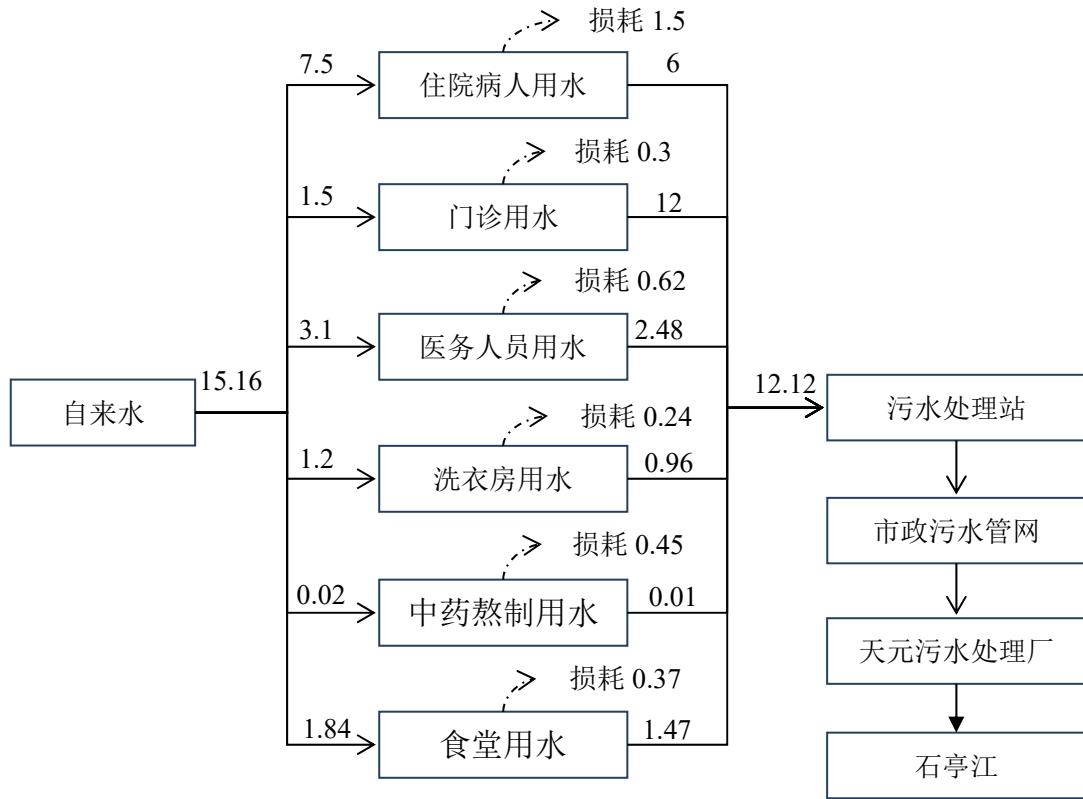 损耗 1.5
7.5
住院病人用水
6
损耗 0.3
1.5
门诊用水
12
损耗 0.62
3.1
医务人员用水
2.48
自来水
15.16
12.12
污水处理站
损耗 0.24
1.2
洗衣房用水
0.96
市政污水管网
损耗 0.45
0.02
中药熬制用水
0.01
天元污水处理厂
损耗 0.37
1.84
食堂用水
1.47
石亭江